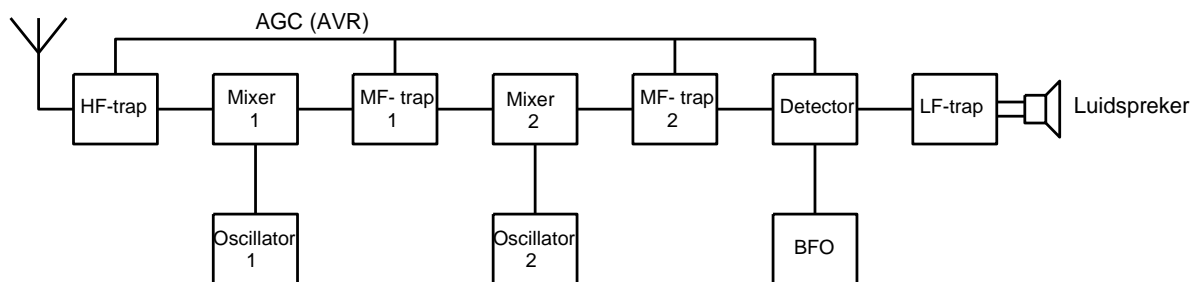 AGC (AVR)
HF-trap
Mixer
1
MF- trap
1
Mixer
2
MF- trap
2
Detector
LF-trap
Luidspreker
Oscillator
1
Oscillator
2
BFO